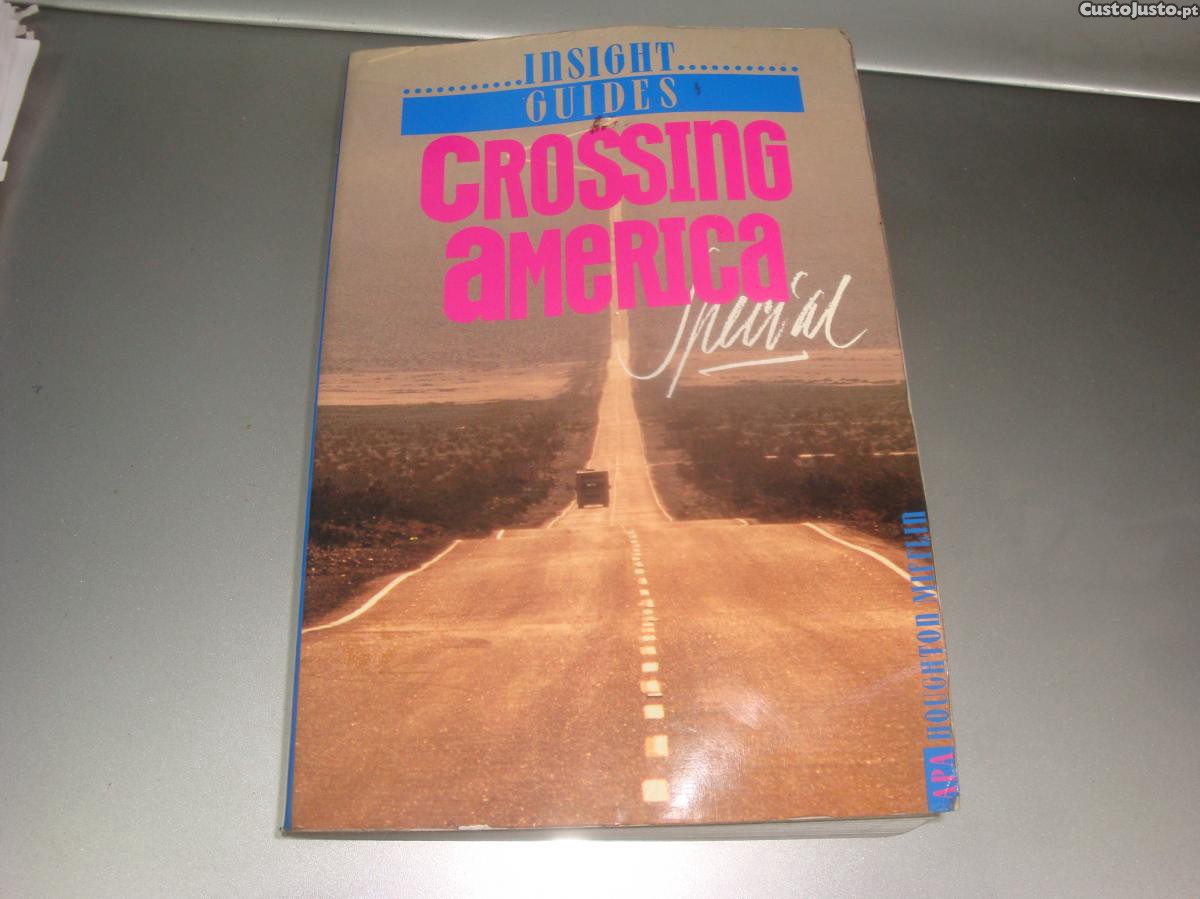 CustoJusto.pt
INSIGHT
GUIDES
CROSSING
AMERICA
Special
APA HOUGHTON MIFFLIN